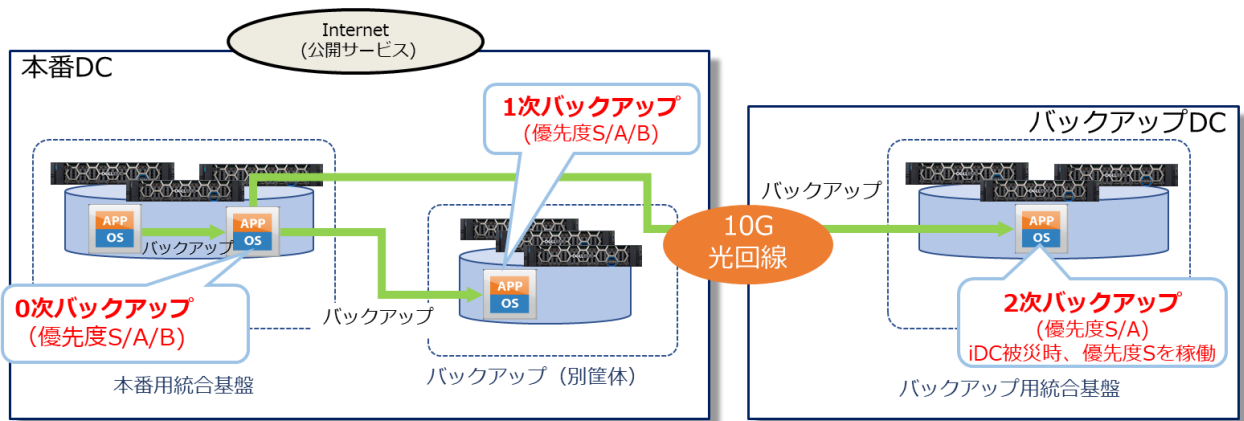 Internet
(公開サービス)
本番DC
1次バックアップ
(優先度S/A/B)
バックアップDC
APP
OS
バックアップ
APP
OS
バックアップ
10G
光回線
APP
OS
APP
OS
0次バックアップ
(優先度S/A/B)
バックアップ
2次バックアップ
(優先度S/A)
iDC被災時、優先度Sを稼働
本番用統合基盤
バックアップ（別筐体）
バックアップ用統合基盤